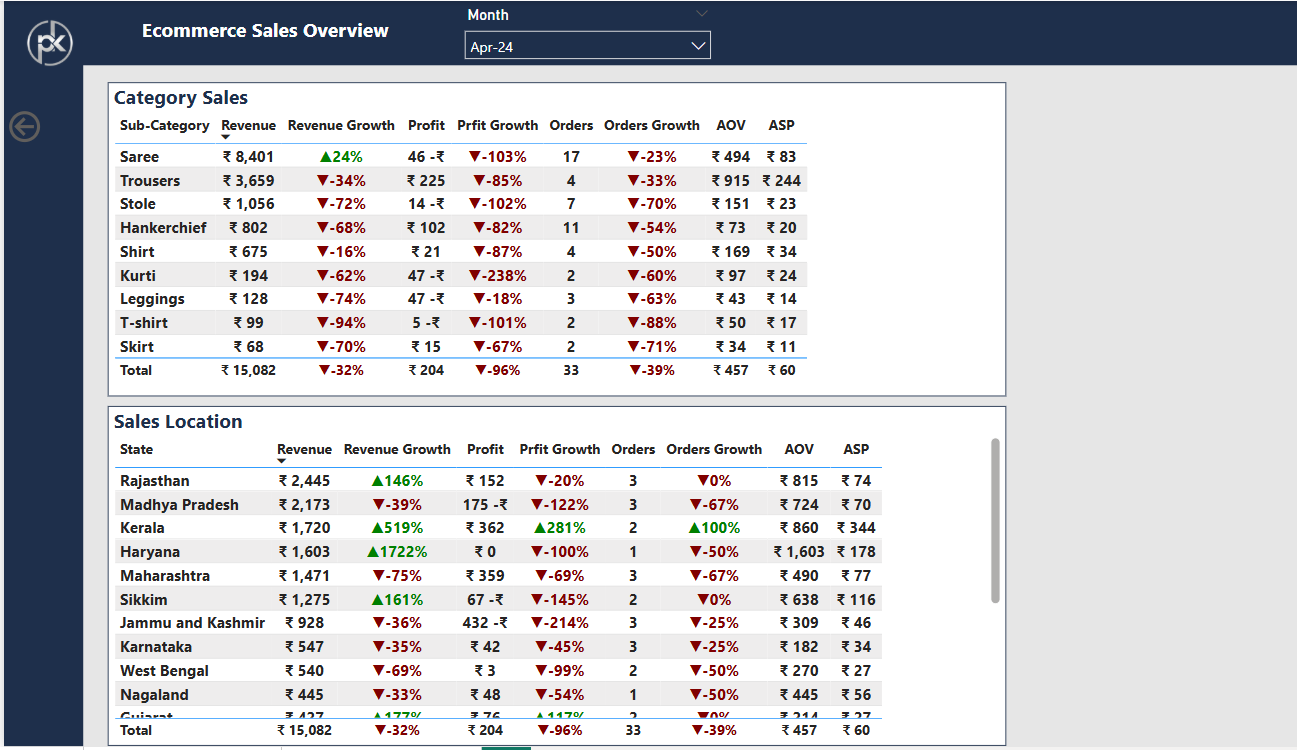 pk
Ecommerce Sales Overview
Month
Apr-24
Category Sales
Sub-Category Revenue Revenue Growth Profit Prfit Growth Orders Orders Growth AOV ASP
Saree ₹ 8,401 ▲24% 46 -₹ ▼-103% 17 ▼-23% ₹ 494 ₹ 83
Trousers ₹ 3,659 ▼-34% ₹ 225 ▼-85% 4 ▼-33% ₹ 915 ₹ 244
Stole ₹ 1,056 ▼-72% 14 -₹ ▼-102% 7 ▼-70% ₹ 151 ₹ 23
Hankerchief ₹ 802 ▼-68% ₹ 102 ▼-82% 11 ▼-54% ₹ 73 ₹ 20
Shirt ₹ 675 ▼-16% ₹ 21 ▼-87% 4 ▼-50% ₹ 169 ₹ 34
Kurti ₹ 194 ▼-62% 47 -₹ ▼-238% 2 ▼-60% ₹ 97 ₹ 24
Leggings ₹ 128 ▼-74% 47 -₹ ▼-18% 3 ▼-63% ₹ 43 ₹ 14
T-shirt ₹ 99 ▼-94% 5 -₹ ▼-101% 2 ▼-88% ₹ 50 ₹ 17
Skirt ₹ 68 ▼-70% ₹ 15 ▼-67% 2 ▼-71% ₹ 34 ₹ 11
Total ₹ 15,082 ▼-32% ₹ 204 ▼-96% 33 ▼-39% ₹ 457 ₹ 60
Sales Location
State Revenue Revenue Growth Profit Prfit Growth Orders Orders Growth AOV ASP
Rajasthan ₹ 2,445 ▲146% ₹ 152 ▼-20% 3 ▼0% ₹ 815 ₹ 74
Madhya Pradesh ₹ 2,173 ▼-39% 175 -₹ ▼-122% 3 ▼-67% ₹ 724 ₹ 70
Kerala ₹ 1,720 ▲519% ₹ 362 ▲281% 2 ▲100% ₹ 860 ₹ 344
Haryana ₹ 1,603 ▲1722% ₹ 0 ▼-100% 1 ▼-50% ₹ 1,603 ₹ 178
Maharashtra ₹ 1,471 ▼-75% ₹ 359 ▼-69% 3 ▼-67% ₹ 490 ₹ 77
Sikkim ₹ 1,275 ▲161% 67 -₹ ▼-145% 2 ▼0% ₹ 638 ₹ 116
Jammu and Kashmir ₹ 928 ▼-36% 432 -₹ ▼-214% 3 ▼-25% ₹ 309 ₹ 46
Karnataka ₹ 547 ▼-35% ₹ 42 ▼-45% 3 ▼-25% ₹ 182 ₹ 34
West Bengal ₹ 540 ▼-69% ₹ 3 ▼-99% 2 ▼-50% ₹ 270 ₹ 27
Nagaland ₹ 445 ▼-33% ₹ 48 ▼-54% 1 ▼-50% ₹ 445 ₹ 56
Gujarat ₹ 427 ▲177% ₹ 76 ▲117% 2 ▼0% ₹ 214 ₹ 27
Total ₹ 15,082 ▼-32% ₹ 204 ▼-96% 33 ▼-39% ₹ 457 ₹ 60